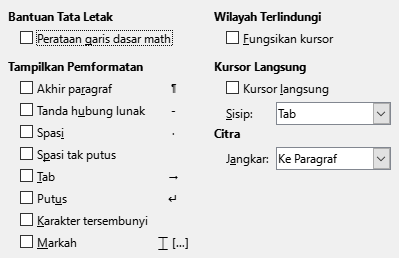 Bantuan Tata Letak
Perataan garis dasar math
Tampilkan Pemformatan
Akhir paragraf ¶
Tanda hubung lunak -
Spasi ·
Spasi tak putus
Tab →
Putus ↵
Karakter tersembunyi
Markah [...]
Wilayah Terlindungi
Fungsikan kursor
Kursor Langsung
Kursor langsung
Sisip: Tab
Citra
Jangkar: Ke Paragraf